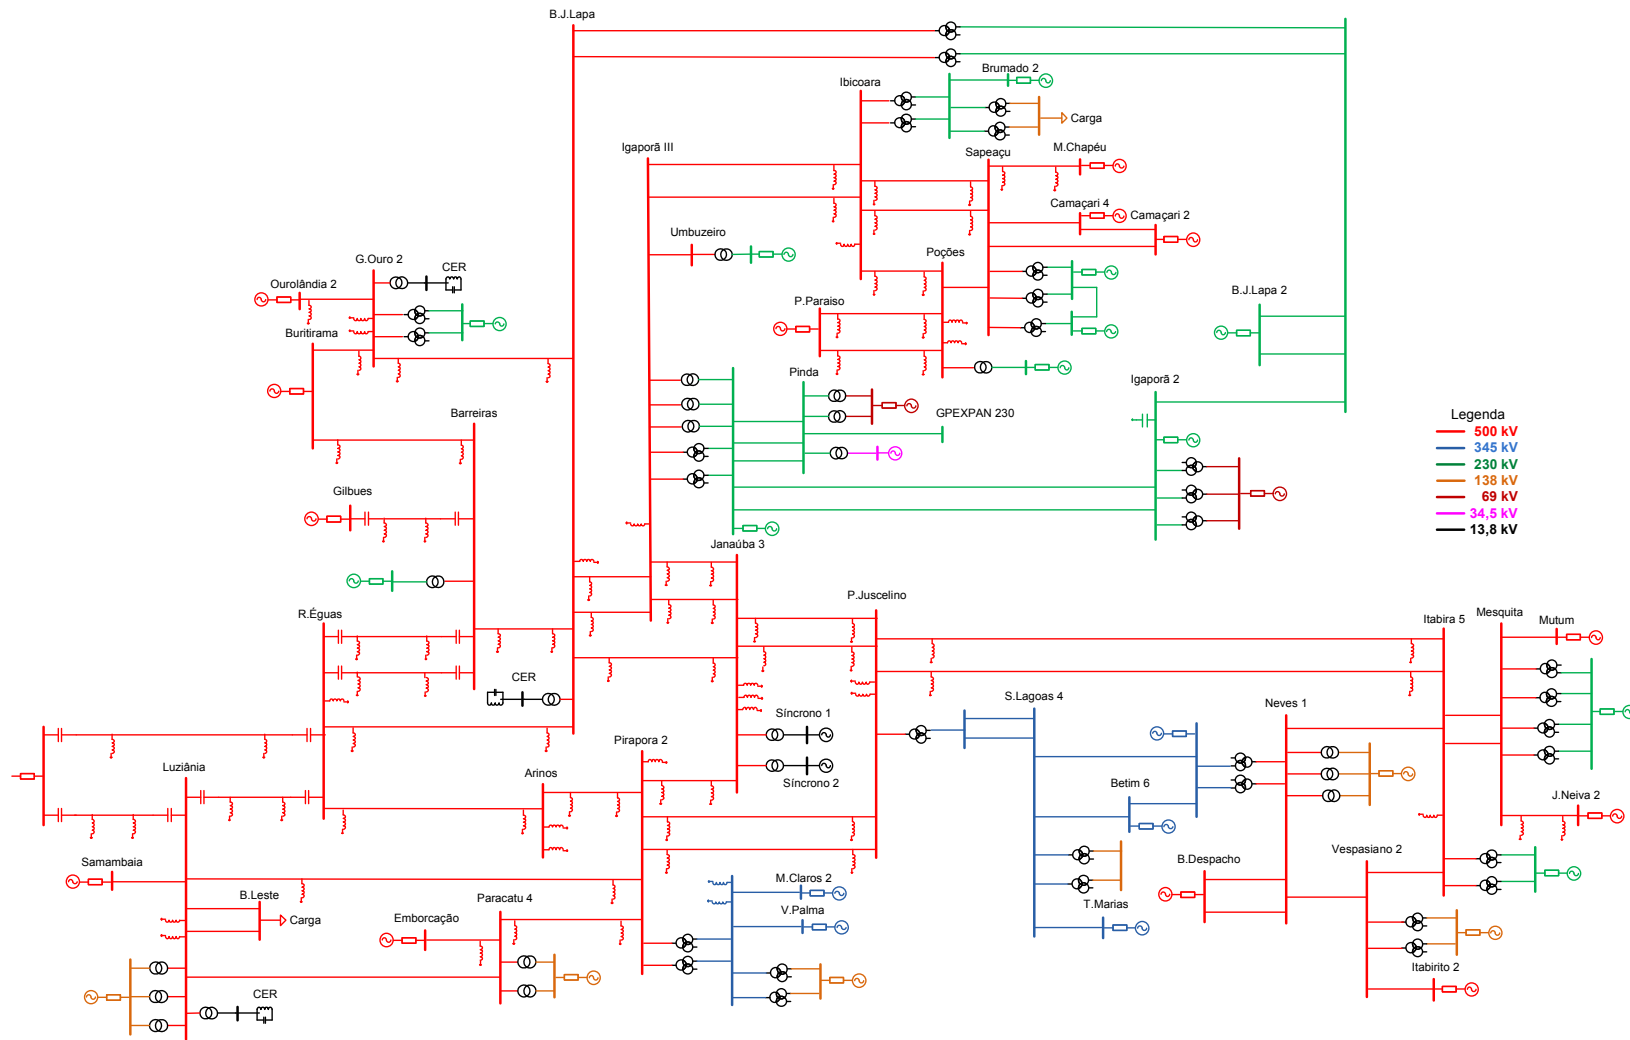 B.J.Lapa
Brumado 2
Ibicoara
Carga
Igaporã III
Sapeaçu
M.Chapéu
Camaçari 4
Camaçari 2
Umbuzeiro
Poções
G.Ouro 2
CER
Ourolândia 2
B.J.Lapa 2
P.Paraiso
Buritirama
Pinda
Igaporã 2
GPEXPAN 230
Barreiras
Legenda
500 kV
345 kV
230 kV
138 kV
69 kV
34,5 kV
13,8 kV
Gilbues
Janaúba 3
P.Juscelino
R.Éguas
Itabira 5
Mesquita
Mutum
CER
S.Lagoas 4
Neves 1
Síncrono 1
Pirapora 2
Luziânia
Arinos
Síncrono 2
Betim 6
J.Neiva 2
Samambaia
B.Despacho
Vespasiano 2
M.Claros 2
B.Leste
Paracatu 4
T.Marias
Carga
Emborcação
V.Palma
Itabirito 2
CER